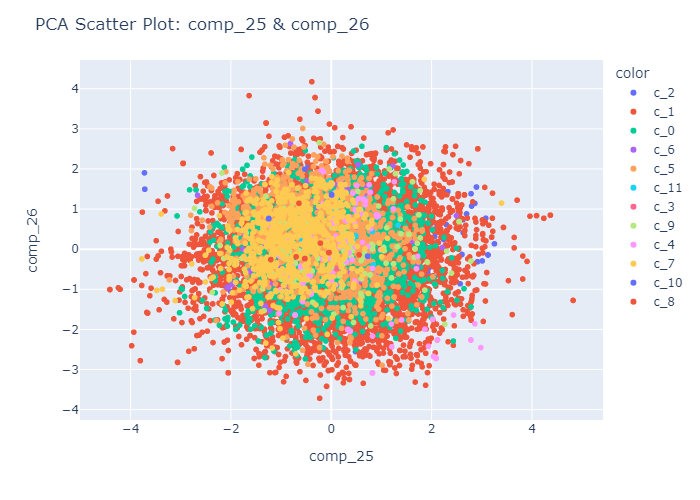 PCA Scatter Plot: comp_25 & comp_26
color
c_2
c_1
c_0
c_6
c_5
c_11
c_3
c_9
c_4
c_7
c_10
c_8
comp_26
4
3
2
1
0
−1
−2
−3
−4
−4
−2
0
2
4
comp_25